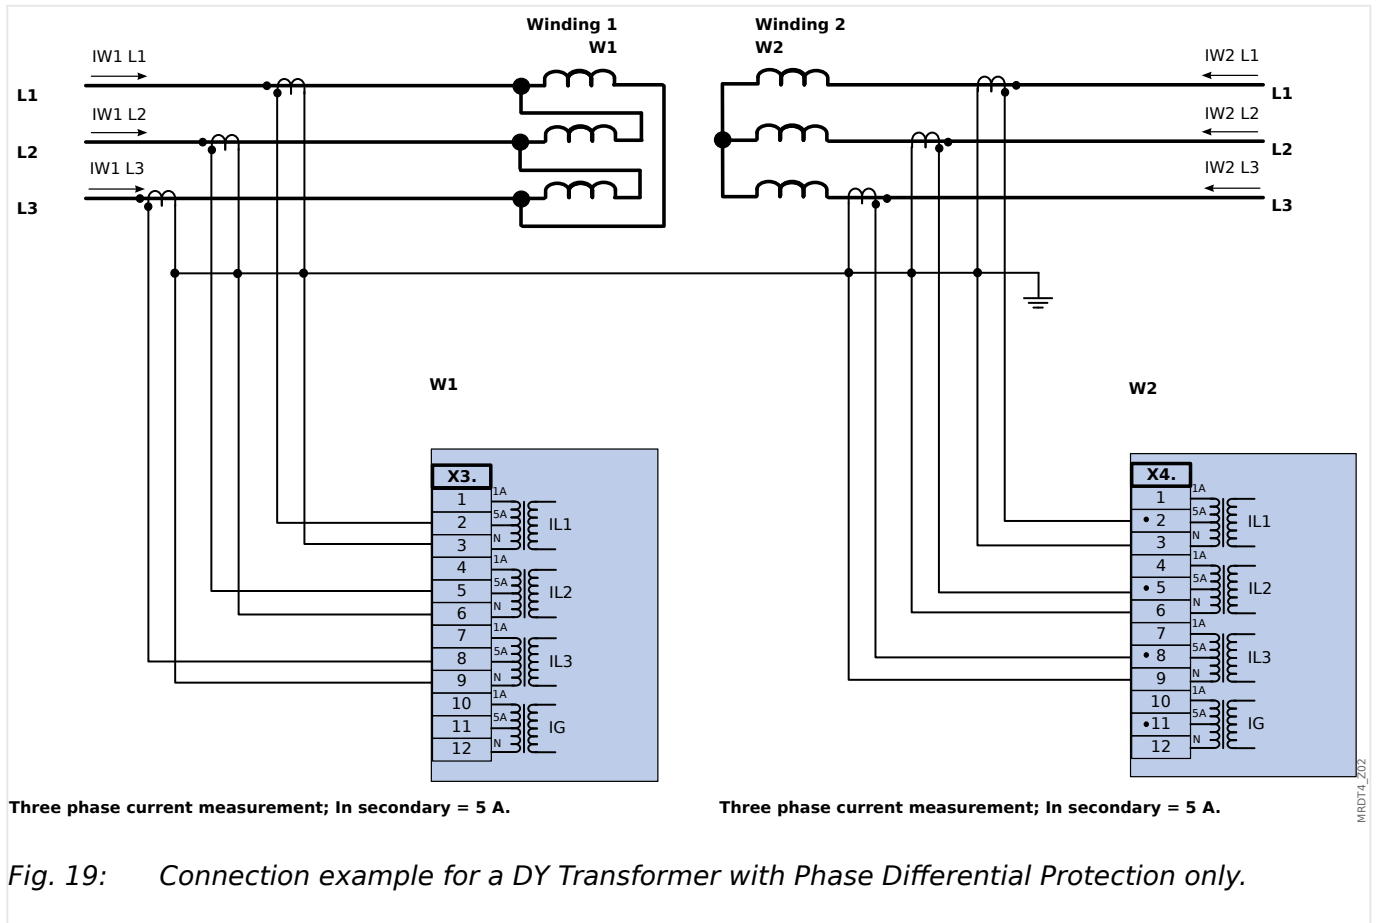 Winding 1
W1
Winding 2
W2
IW1 L1
L1
IW1 L2
L2
IW1 L3
L3
IW2 L1
L1
IW2 L2
L2
IW2 L3
L3
W1
X3.
1 1A
2 5A IL1
3 N
4 1A
5 5A IL2
6 N
7 1A
8 5A IL3
9 N
10 1A
11 5A IG
12 N
W2
X4.
1 1A
• 2 5A IL1
3 N
4 1A
• 5 5A IL2
6 N
7 1A
• 8 5A IL3
9 N
10 1A
•11 5A IG
12 N
MRDT4_Z02
Three phase current measurement; In secondary = 5 A.
Three phase current measurement; In secondary = 5 A.
Fig. 19: Connection example for a DY Transformer with Phase Differential Protection only.